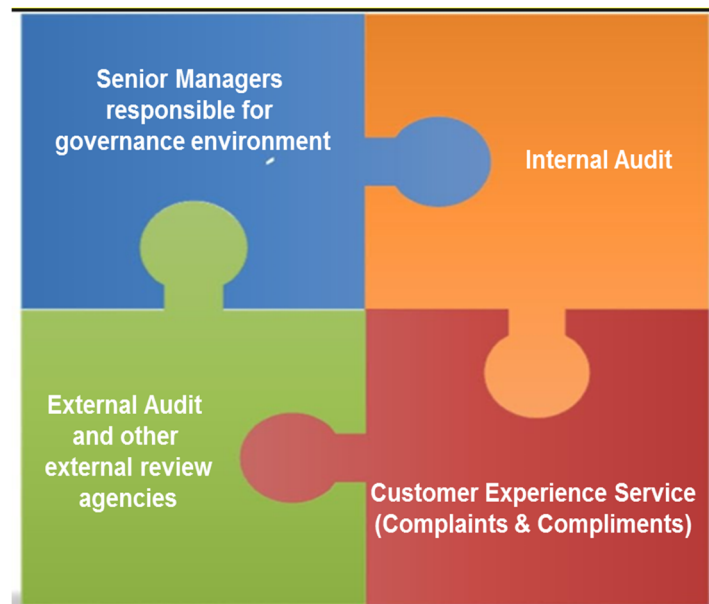 Senior Managers
responsible for
governance environment
Internal Audit
External Audit
and other
external review
agencies
Customer Experience Service
(Complaints & Compliments)